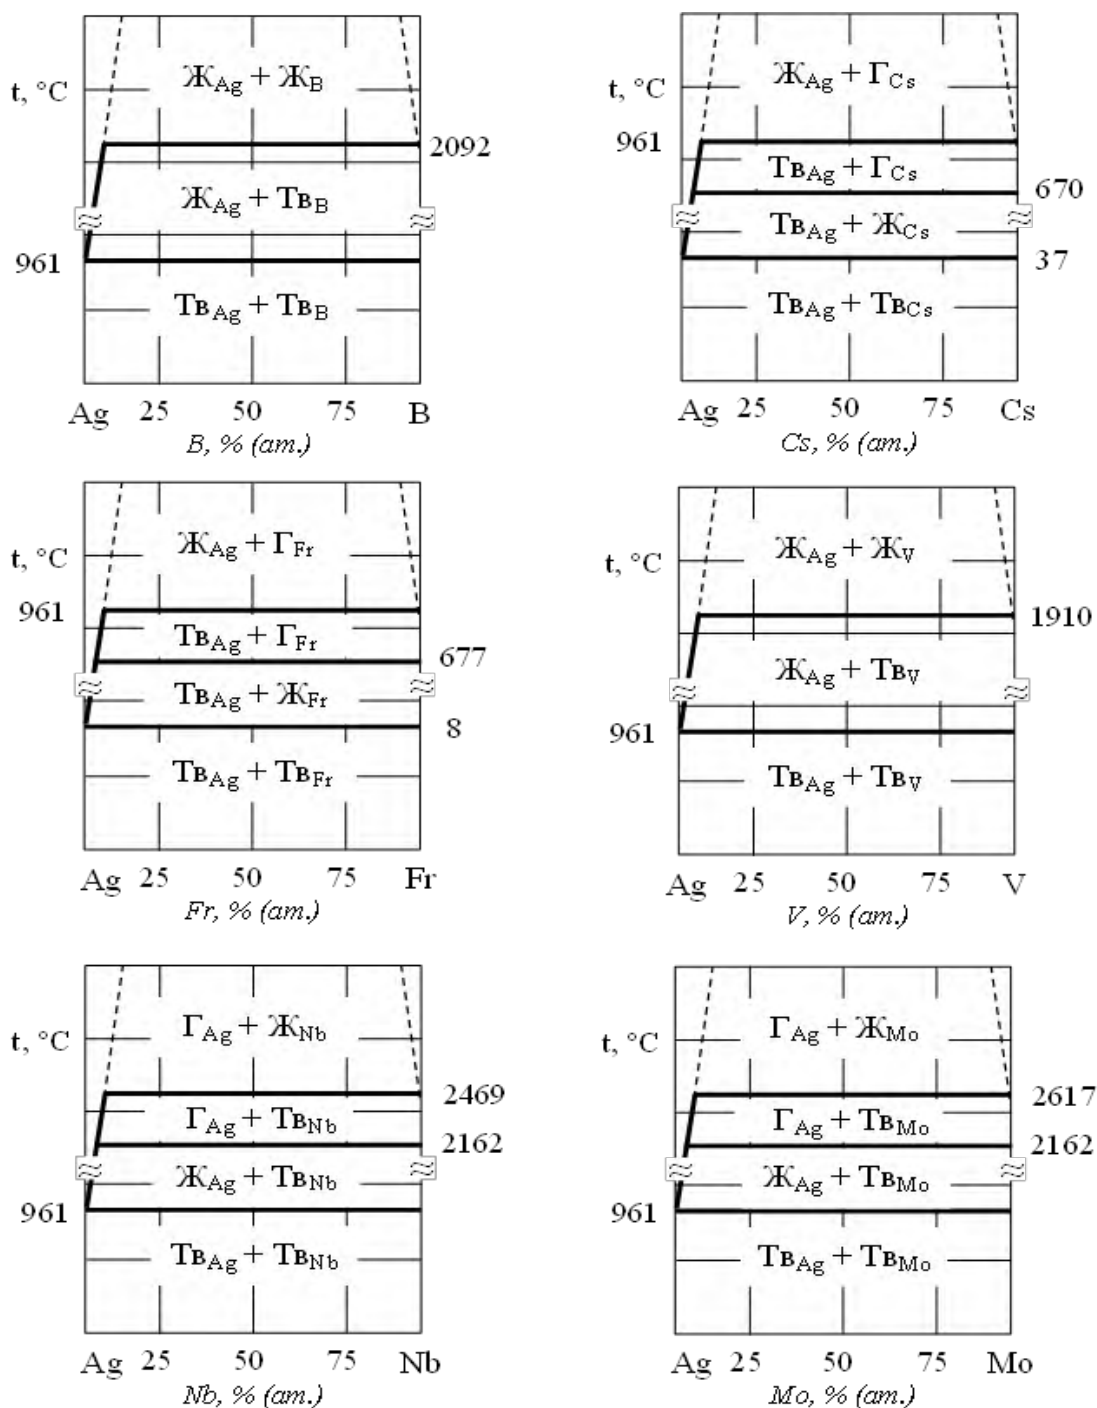 t, °C
Ж_Ag + Ж_B
2092
Ж_Ag + Тв_B
961
Тв_Ag + Тв_B
Ag 25 50 75 B
B, % (ат.)
t, °C
Ж_Ag + Г_Cs
961
Тв_Ag + Г_Cs
670
Тв_Ag + Ж_Cs
37
Тв_Ag + Тв_Cs
Ag 25 50 75 Cs
Cs, % (ат.)
Ж_Ag + Г_Fr
t, °C
961
Тв_Ag + Г_Fr
677
Тв_Ag + Ж_Fr
8
Тв_Ag + Тв_Fr
Ag 25 50 75 Fr
Fr, % (ат.)
Ж_Ag + Ж_V
t, °C
1910
Ж_Ag + Тв_V
961
Тв_Ag + Тв_V
Ag 25 50 75 V
V, % (ат.)
Г_Ag + Ж_Nb
t, °C
2469
Г_Ag + Тв_Nb
2162
Ж_Ag + Тв_Nb
961
Тв_Ag + Тв_Nb
Ag 25 50 75 Nb
Nb, % (ат.)
Г_Ag + Ж_Mo
t, °C
2617
Г_Ag + Тв_Mo
2162
Ж_Ag + Тв_Mo
961
Тв_Ag + Тв_Mo
Ag 25 50 75 Mo
Mo, % (ат.)